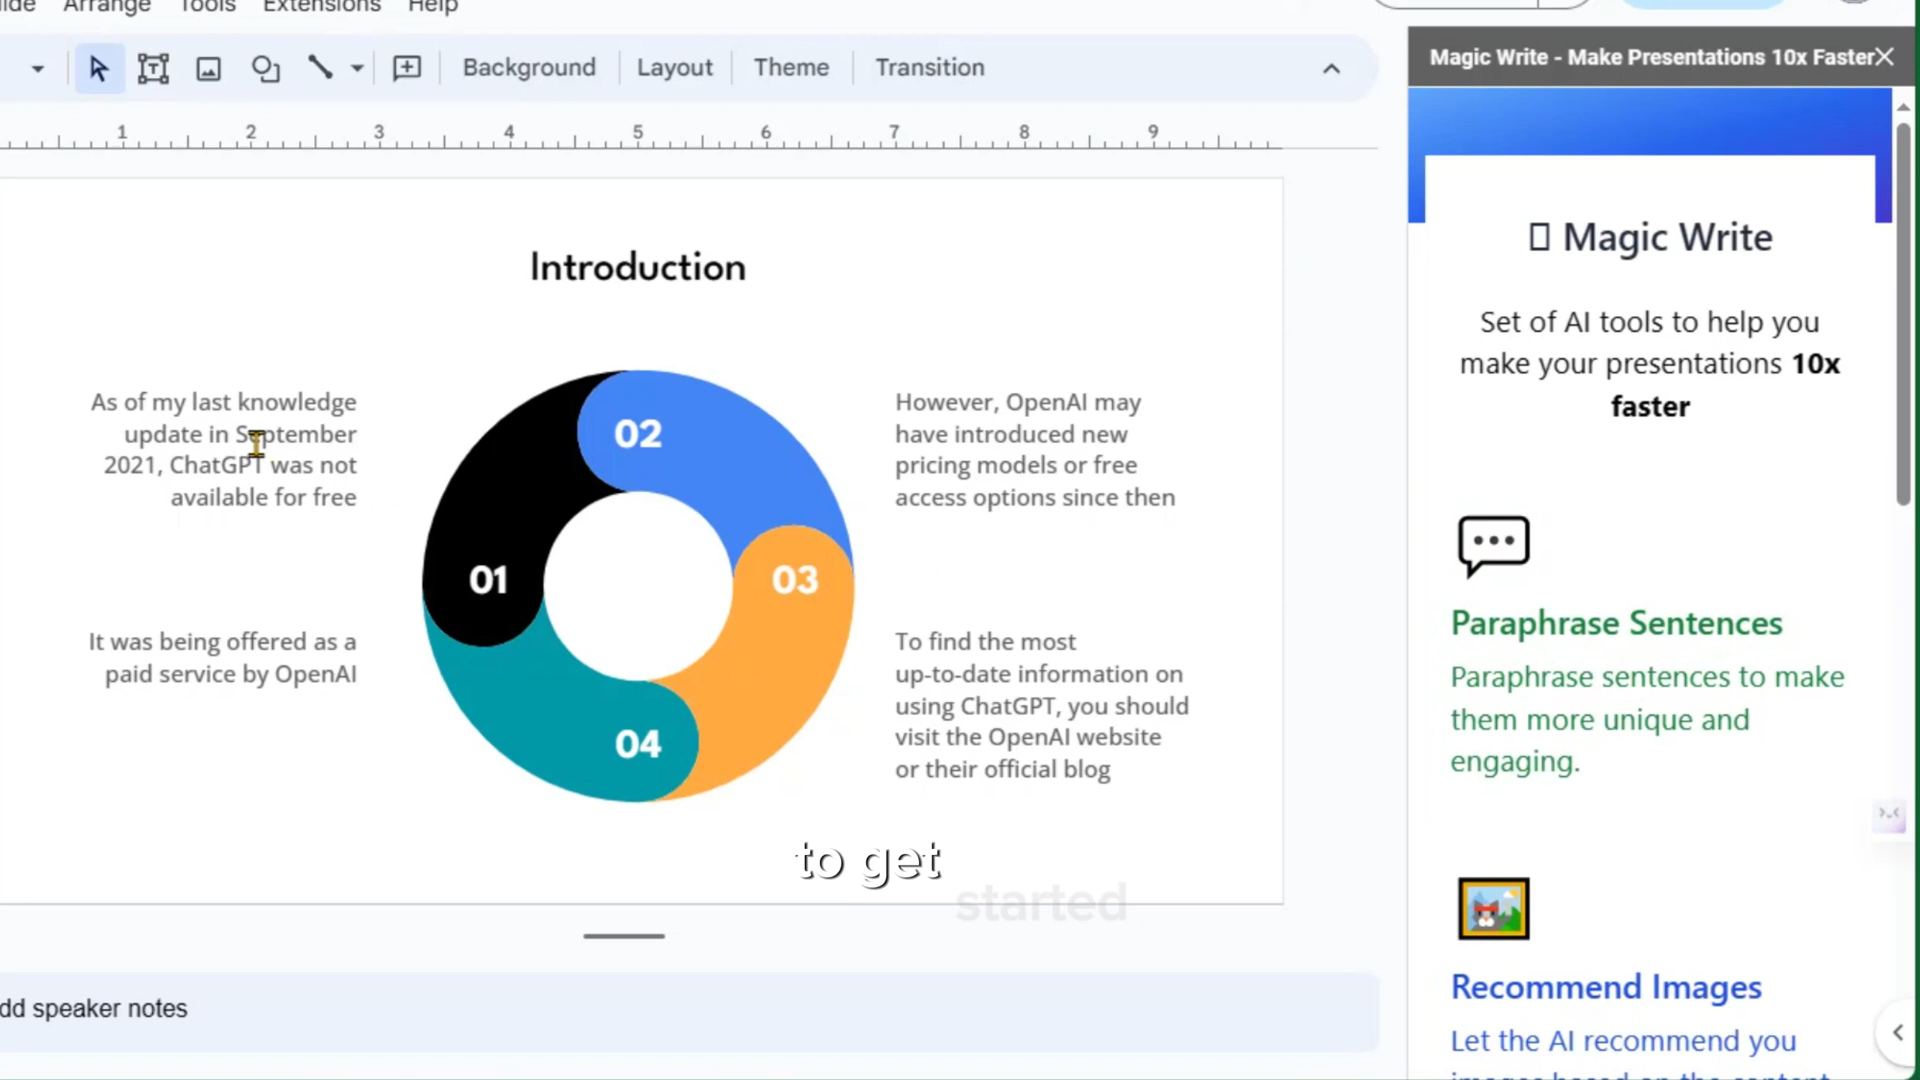 Arrange Tools Extensions Help
Background Layout Theme Transition
1 2 3 4 5 6 7 8 9
Introduction
As of my last knowledge
update in September
2021, ChatGPT was not
available for free
It was being offered as a
paid service by OpenAI
01
02
03
04
However, OpenAI may
have introduced new
pricing models or free
access options since then
To find the most
up-to-date information on
using ChatGPT, you should
visit the OpenAI website
or their official blog
to get
started
dd speaker notes
Magic Write - Make Presentations 10x Faster
Magic Write
Set of AI tools to help you
make your presentations 10x
faster
Paraphrase Sentences
Paraphrase sentences to make
them more unique and
engaging.
Recommend Images
Let the AI recommend you
images based on the content